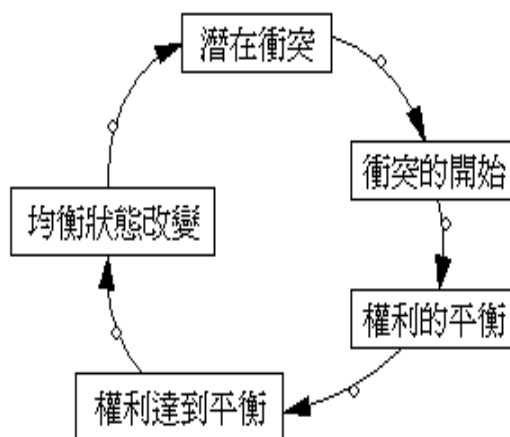 潛在衝突
衝突的開始
權利的平衡
權利達到平衡
均衡狀態改變